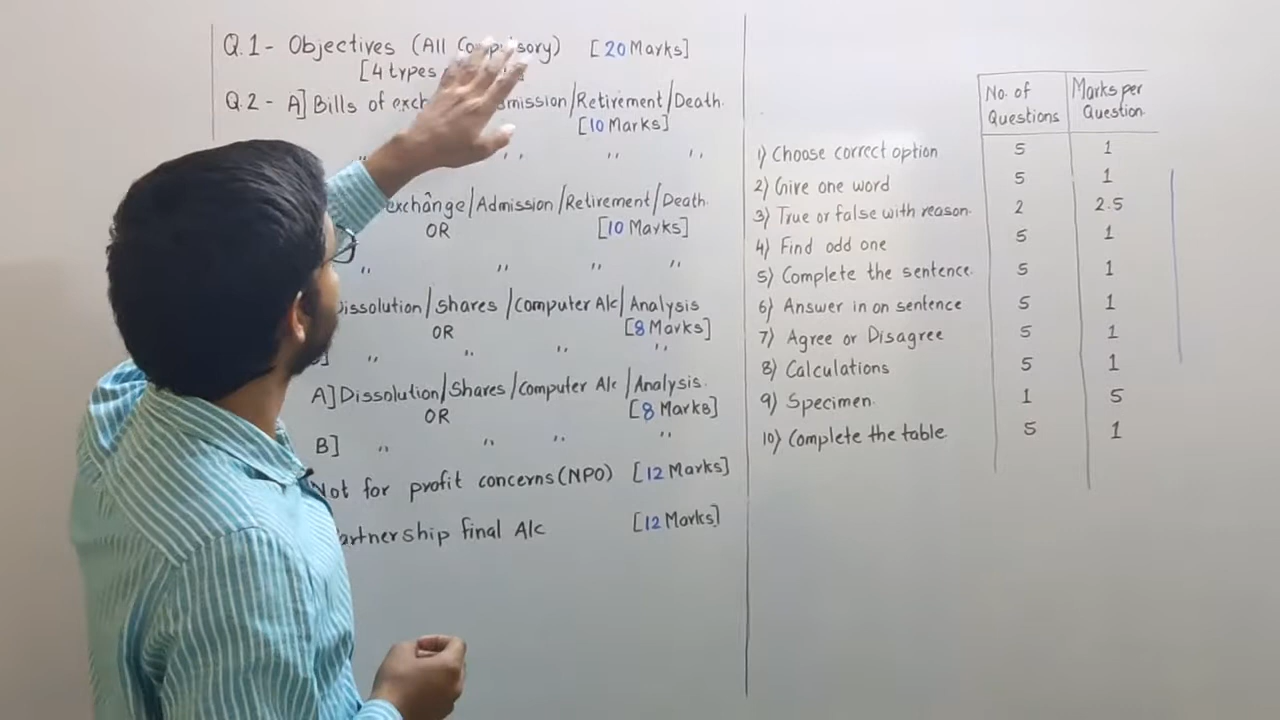 Q.1 - Objectives (All Compulsory) [20 Marks]
[4 types
Q.2 - A] Bills of exch mission/Retirement/Death.
[10 Marks]
" " " "
exchange/Admission/Retirement/Death.
OR [10 Marks]
" " " "
Dissolution/Shares/Computer A/c/Analysis
OR [8 Marks]
B] " " " "
A] Dissolution/Shares/Computer A/c/Analysis.
OR [8 Marks]
B] " " " "
Not for profit concerns (NPO) [12 Marks]
Partnership final A/c [12 Marks]
No. of Questions
Marks per Question.
1) Choose correct option 5 1
2) Give one word 5 1
3) True or false with reason. 2 2.5
4) Find odd one 5 1
5) Complete the sentence. 5 1
6) Answer in on sentence 5 1
7) Agree or Disagree 5 1
8) Calculations 5 1
9) Specimen. 1 5
10) Complete the table. 5 1